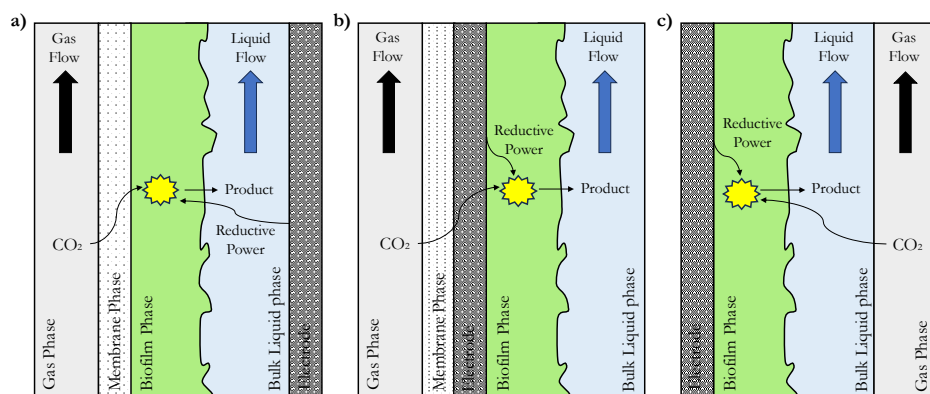 a)
Gas
Flow
Liquid
Flow
Product
Reductive
Power
CO₂
Gas Phase
Membrane Phase
Biofilm Phase
Bulk Liquid phase
Electrode
b)
Gas
Flow
Liquid
Flow
Reductive
Power
Product
CO₂
Gas Phase
Membrane Phase
Electrode
Biofilm Phase
Bulk Liquid phase
c)
Liquid
Flow
Gas
Flow
Reductive
Power
Product
CO₂
Electrode
Biofilm Phase
Bulk Liquid phase
Gas Phase